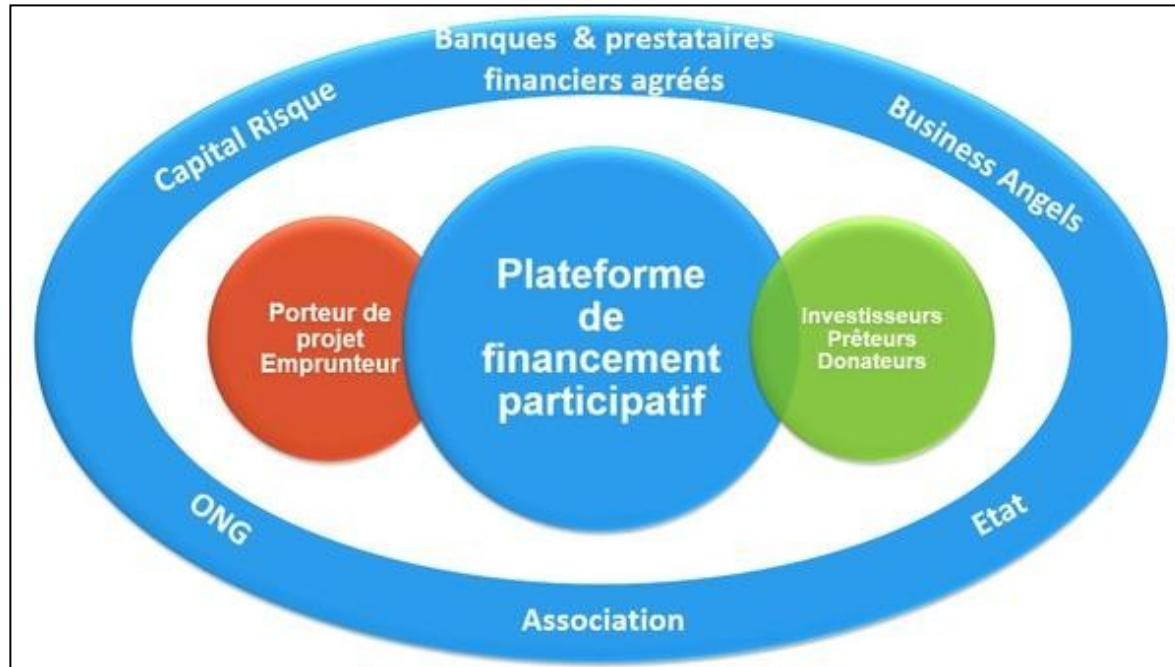 Banques & prestataires
financiers agréés
Capital Risque
Business Angels
Porteur de
projet
Emprunteur
Plateforme
de
financement
participatif
Investisseurs
Prêteurs
Donateurs
ONG
Etat
Association